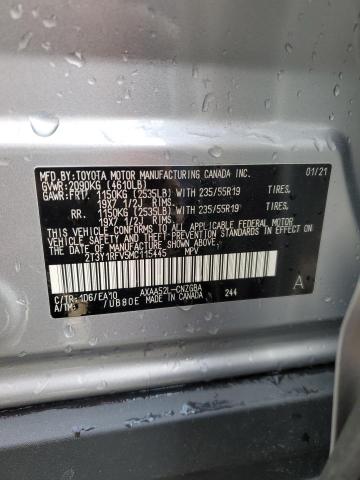 MFD.BY:TOYOTA MOTOR MANUFACTURING CANADA INC. 01/21
GVWR:2090KG (4610LB)
GAWR:FRT. 1150KG (2535LB) WITH 235/55R19 TIRES,
19X7 1/2J RIMS,
RR. 1150KG (2535LB) WITH 235/55R19 TIRES,
19X7 1/2J RIMS,
THIS VEHICLE CONFORMS TO ALL APPLICABLE FEDERAL MOTOR
VEHICLE SAFETY, BUMPER, AND THEFT PREVENTION STANDARDS IN
EFFECT ON THE DATE OF MANUFACTURE SHOWN ABOVE.
2T3Y1RFV5MC115445 MPV
C/TR:1D6/EA10 AXAA52L-CNZGBA 244 A
A/TM: /UB80E MADE IN CANADA